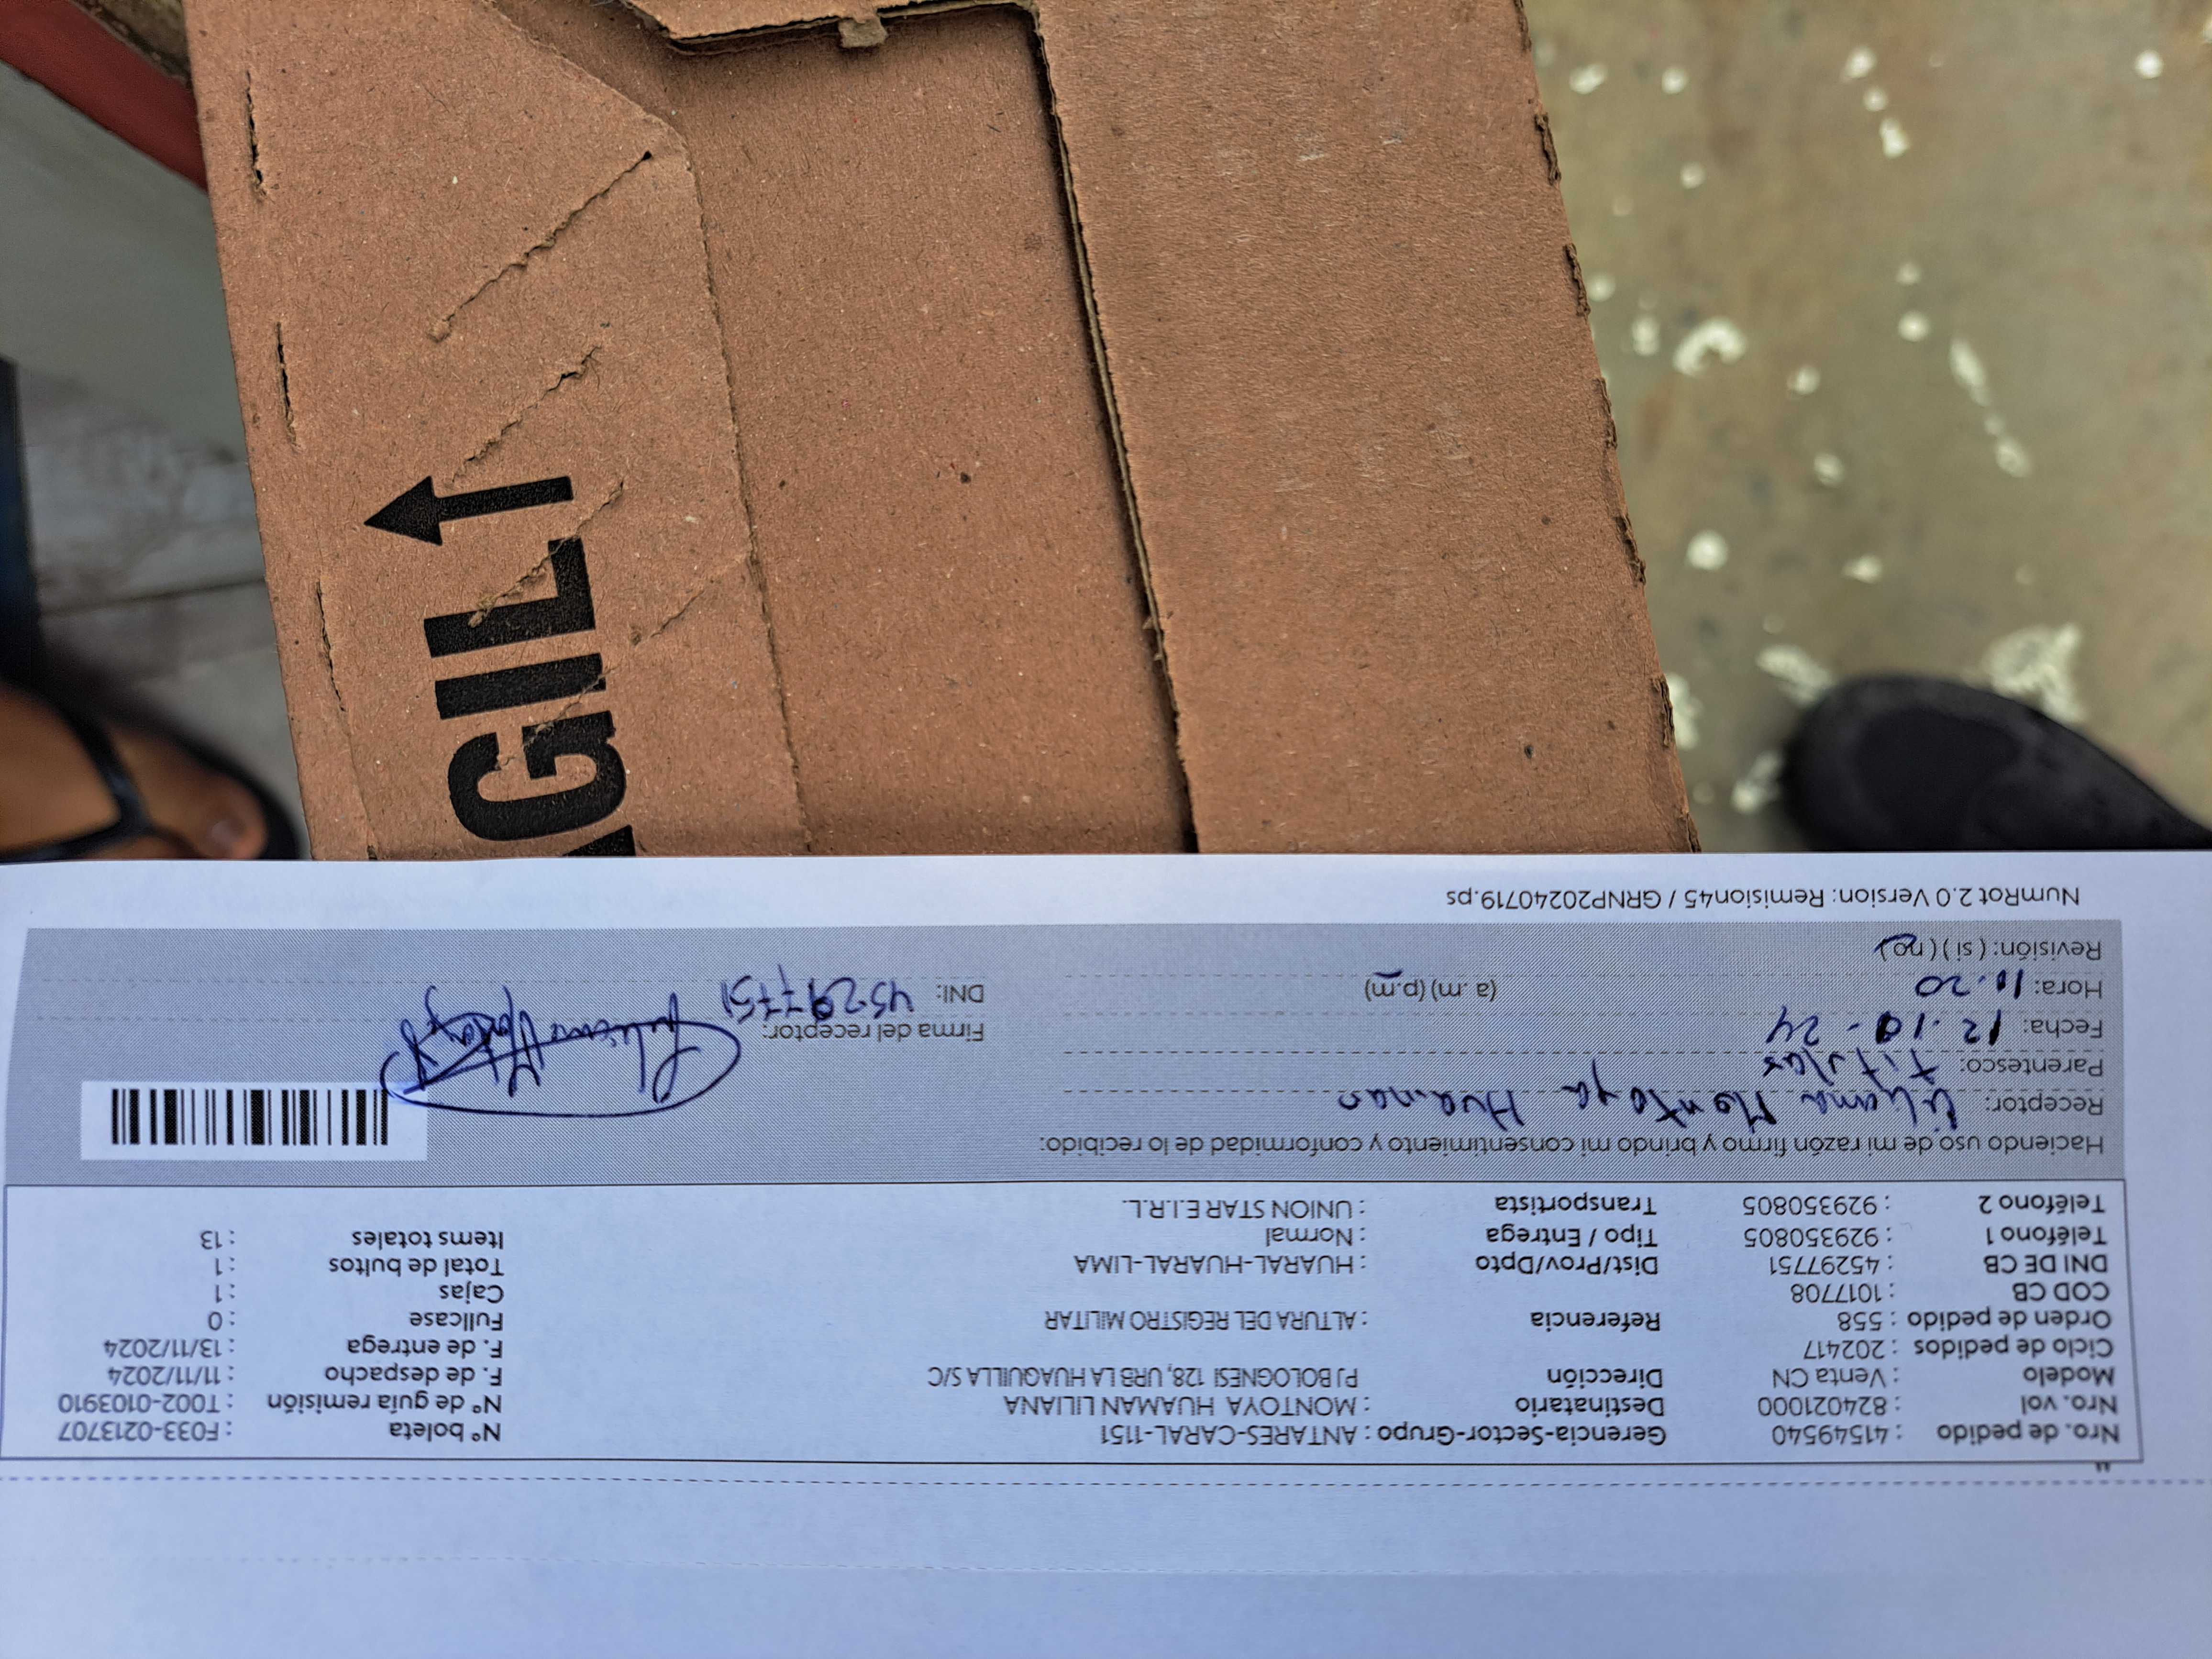 AGIL
"
Nro. de pedido : 41549540 Gerencia-Sector-Grupo : ANTARES-CARAL-1151 N° boleta : F033-0213707
Nro. vol : 824021000 Destinatario : MONTOYA HUAMAN LILIANA N° de guía remisión : T002-0103910
Modelo : Venta CN Dirección PJ BOLOGNESI 128, URB LA HUAQUILLA S/C F. de despacho : 11/11/2024
Ciclo de pedidos : 202417 F. de entrega : 13/11/2024
Orden de pedido : 558 Referencia : ALTURA DEL REGISTRO MILITAR Fullcase : 0
COD CB : 1017708 Cajas : 1
DNI DE CB : 45297751 Dist/Prov/Dpto : HUARAL-HUARAL-LIMA Total de bultos : 1
Teléfono 1 : 929350805 Tipo / Entrega : Normal Items totales : 13
Teléfono 2 : 929350805 Transportista : UNION STAR E.I.R.L.
Haciendo uso de mi razón firmo y brindo mi consentimiento y conformidad de lo recibido:
Receptor: Liliana Montoya Huaman
Parentesco: titular
Fecha: 12.10.24 Firma del receptor:
Hora: 10.20 (a.m) (p.m) DNI: 45297751
Revisión: (si) (no)
NumRot 2.0 Version: Remision45 / GRNP20240719.ps